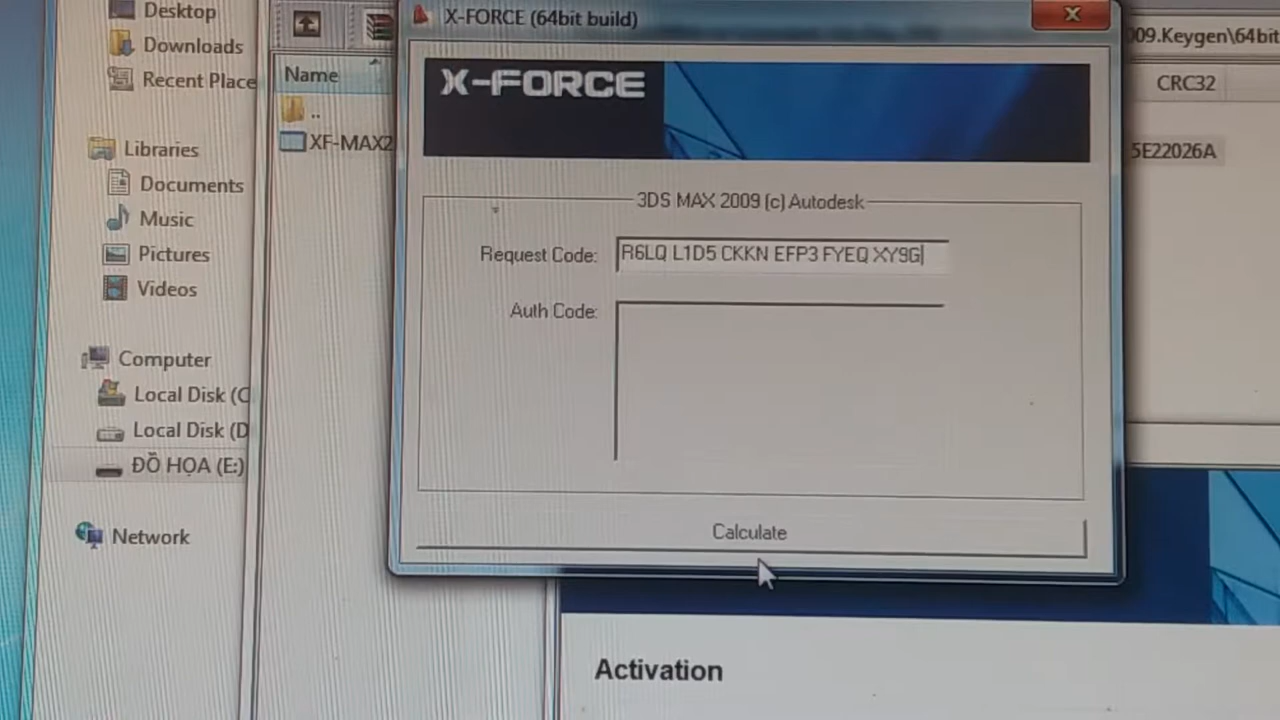 Desktop
Downloads
Recent Place
Libraries
Documents
Music
Pictures
Videos
Computer
Local Disk (C
Local Disk (D
ĐỒ HỌA (E:)
Network
Name
..
XF-MAX2
X-FORCE (64bit build)
X-FORCE
3DS MAX 2009 (c) Autodesk
Request Code:
R6LQ L1D5 CKKN EFP3 FYEQ XY9G
Auth Code:
Calculate
009.Keygen\64bit
CRC32
5E22026A
Activation